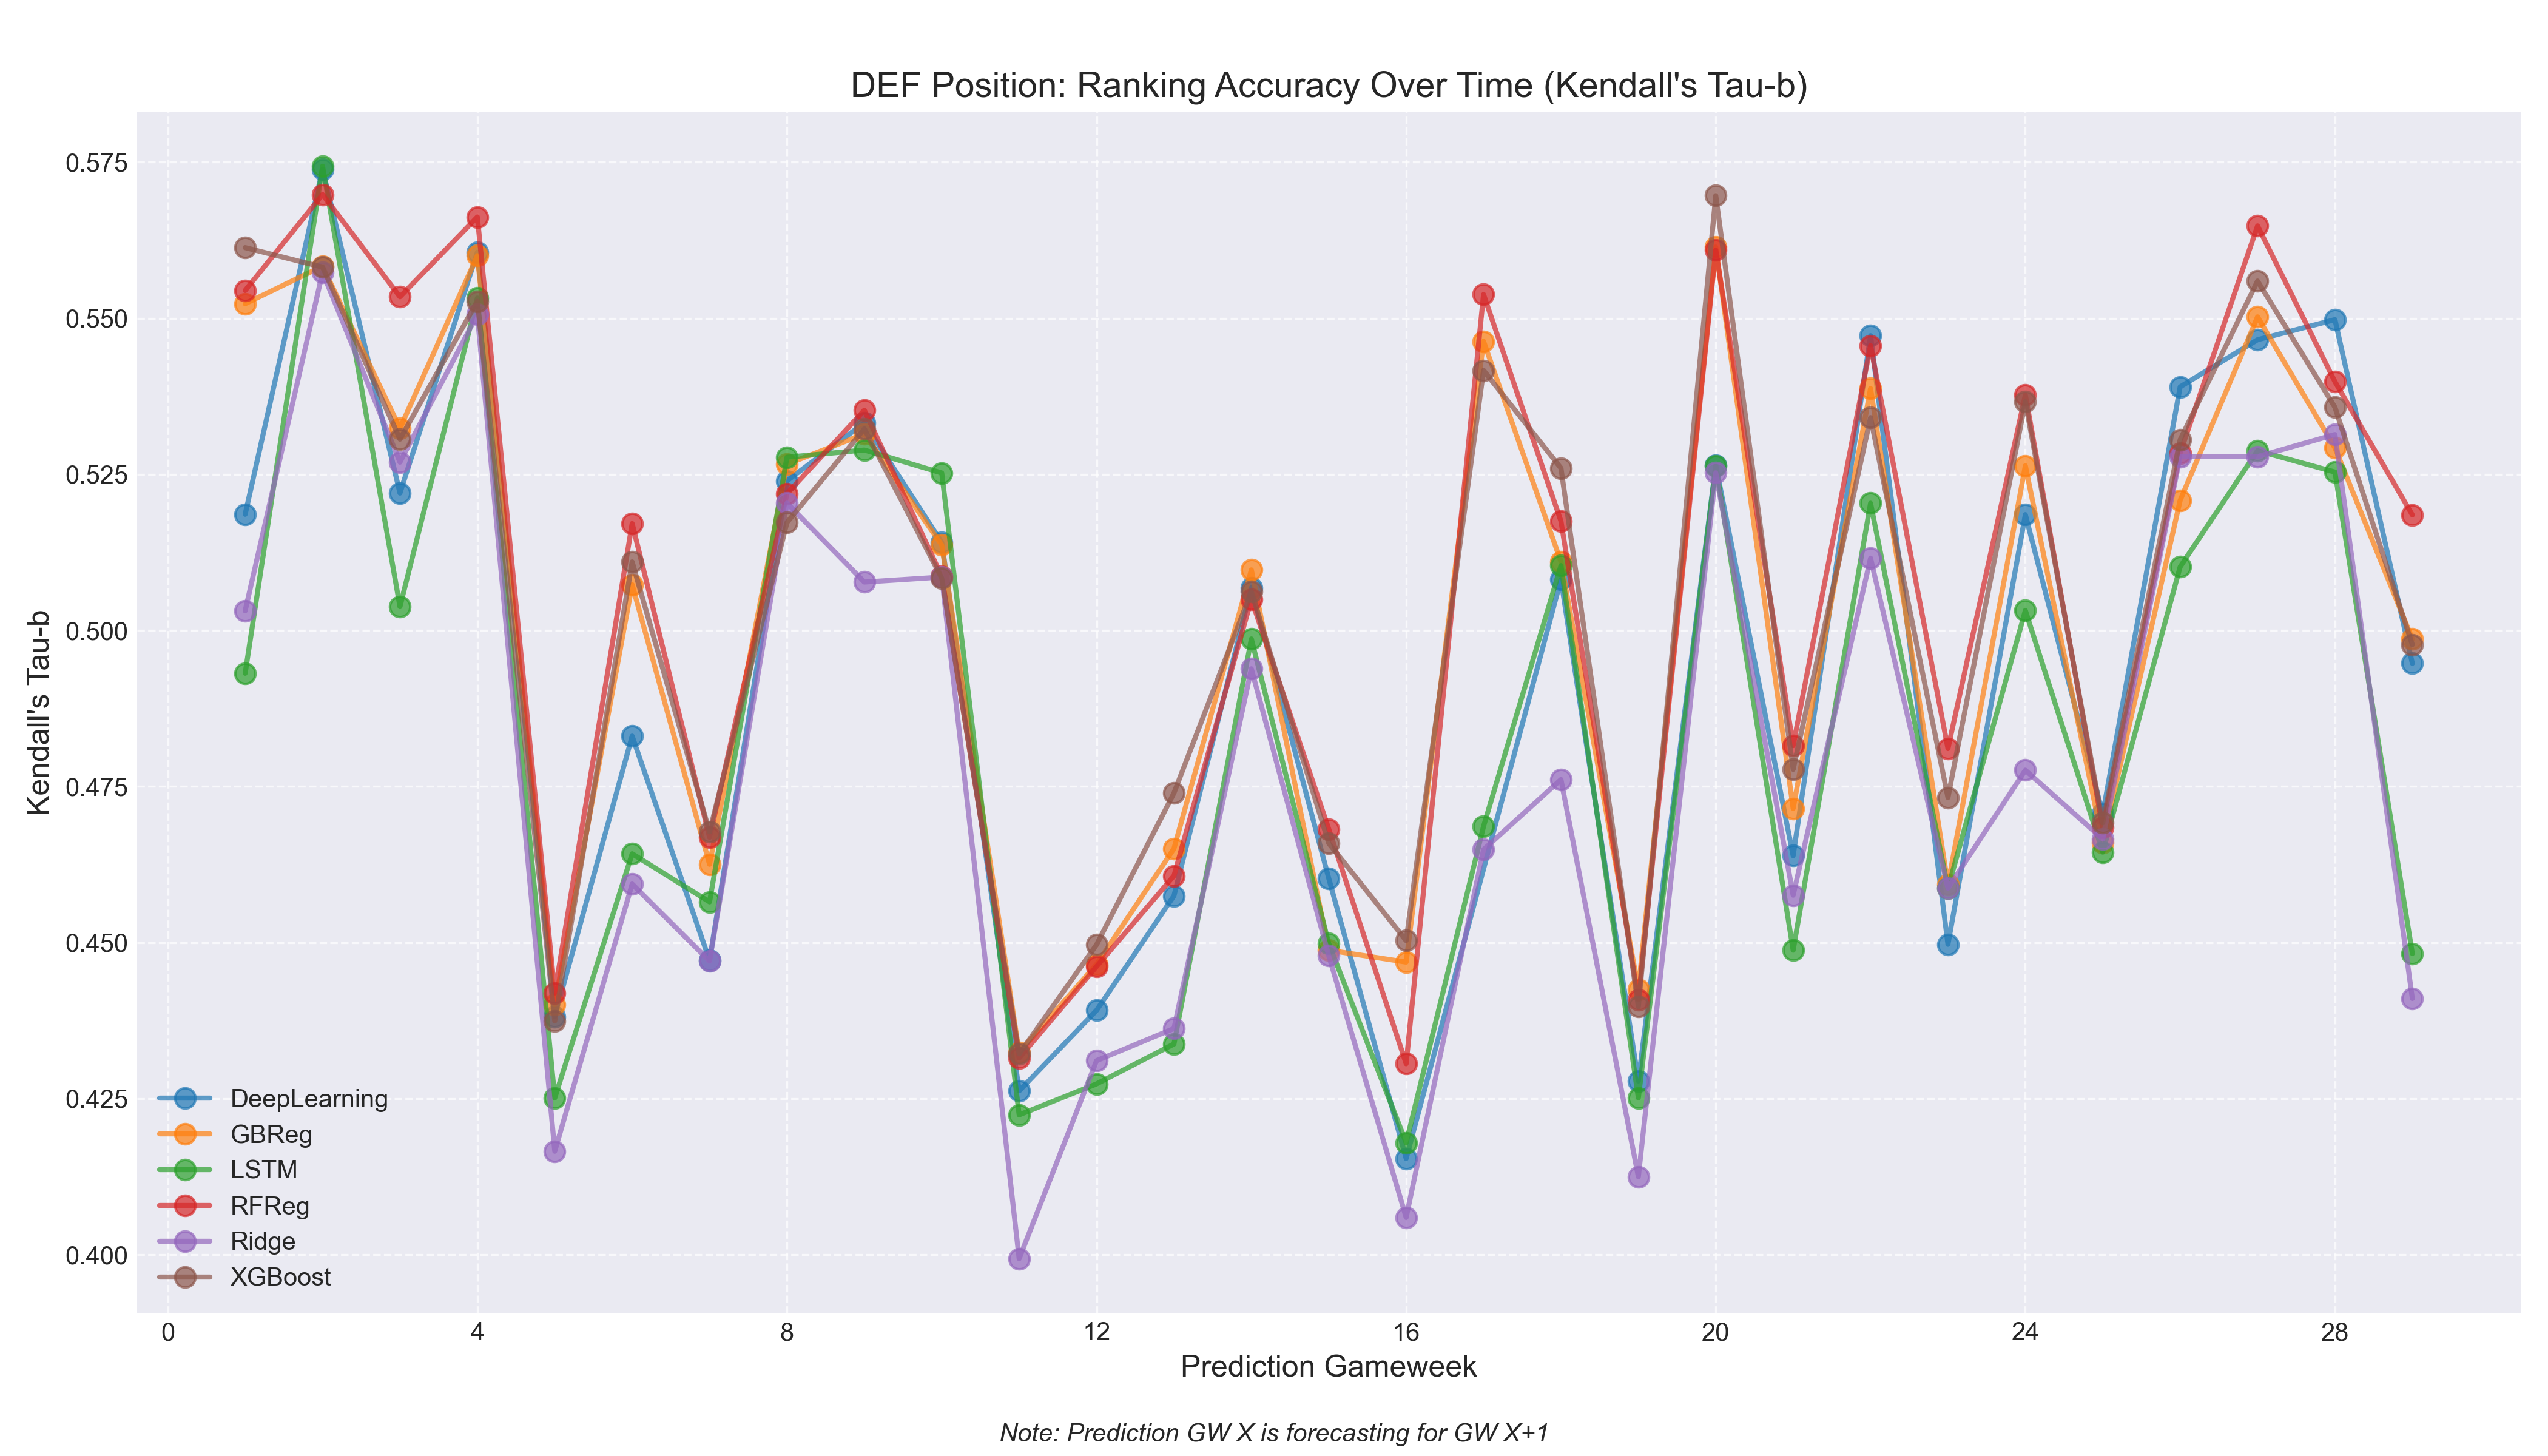 DEF Position: Ranking Accuracy Over Time (Kendall's Tau-b)
Kendall's Tau-b
0.575
0.550
0.525
0.500
0.475
0.450
0.425
0.400
DeepLearning
GBReg
LSTM
RFReg
Ridge
XGBoost
0 4 8 12 16 20 24 28
Prediction Gameweek
Note: Prediction GW X is forecasting for GW X+1